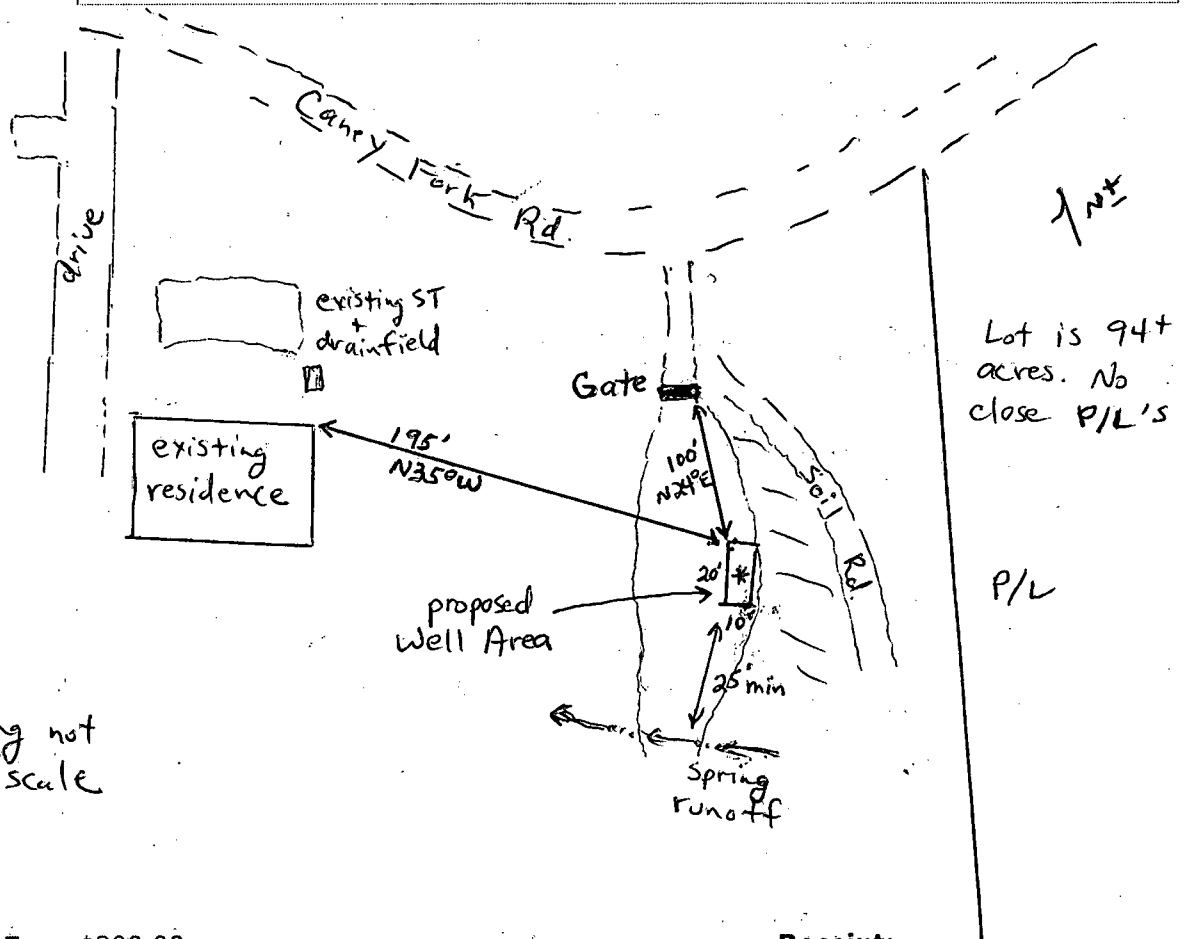 Caney Fork Rd.
drive
N±
existing ST
+
drainfield
Lot is 94+
acres. No
close P/L's
Gate
existing
residence
195'
N35°W
100'
N24°E
Soil Rd.
20'
*
10'
proposed
Well Area
P/L
25' min
g not
scale
Spring
runoff